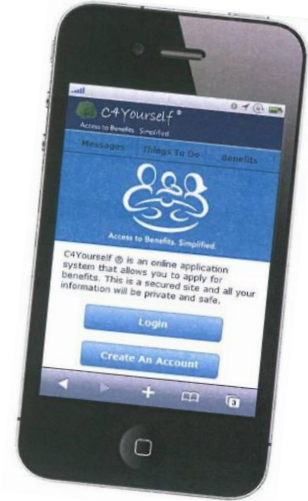 C4Yourself®
Access to Benefits. Simplified
Messages Things To Do Benefits
Access to Benefits. Simplified.
C4Yourself ® is an online application
system that allows you to apply for
benefits. This is a secured site and all your
information will be private and safe.
Login
Create An Account
3